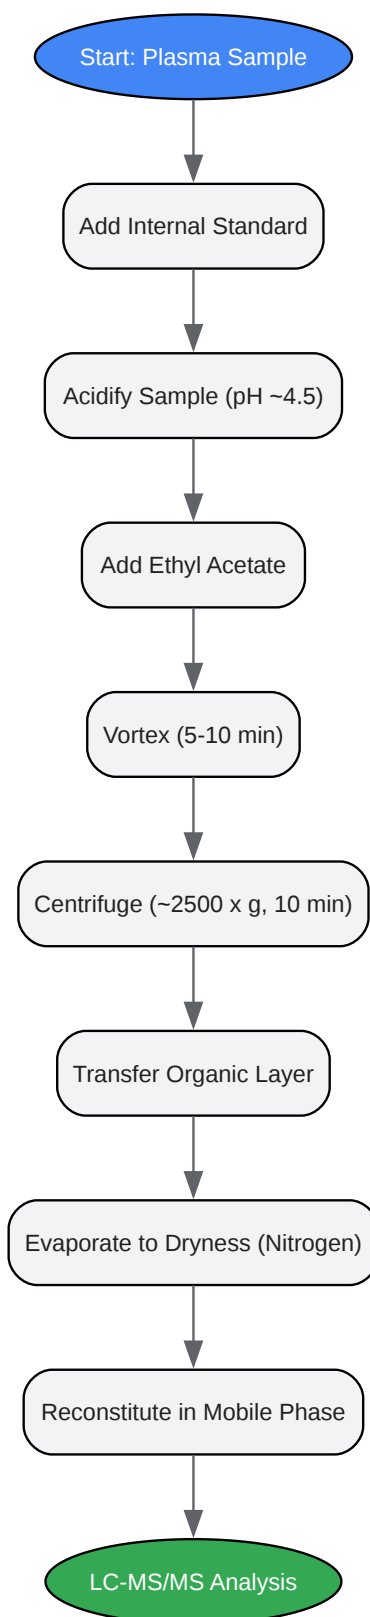 Start: Plasma Sample
Add Internal Standard
Acidify Sample (pH ~4.5)
Add Ethyl Acetate
Vortex (5-10 min)
Centrifuge (~2500 x g, 10 min)
Transfer Organic Layer
Evaporate to Dryness (Nitrogen)
Reconstitute in Mobile Phase
LC-MS/MS Analysis